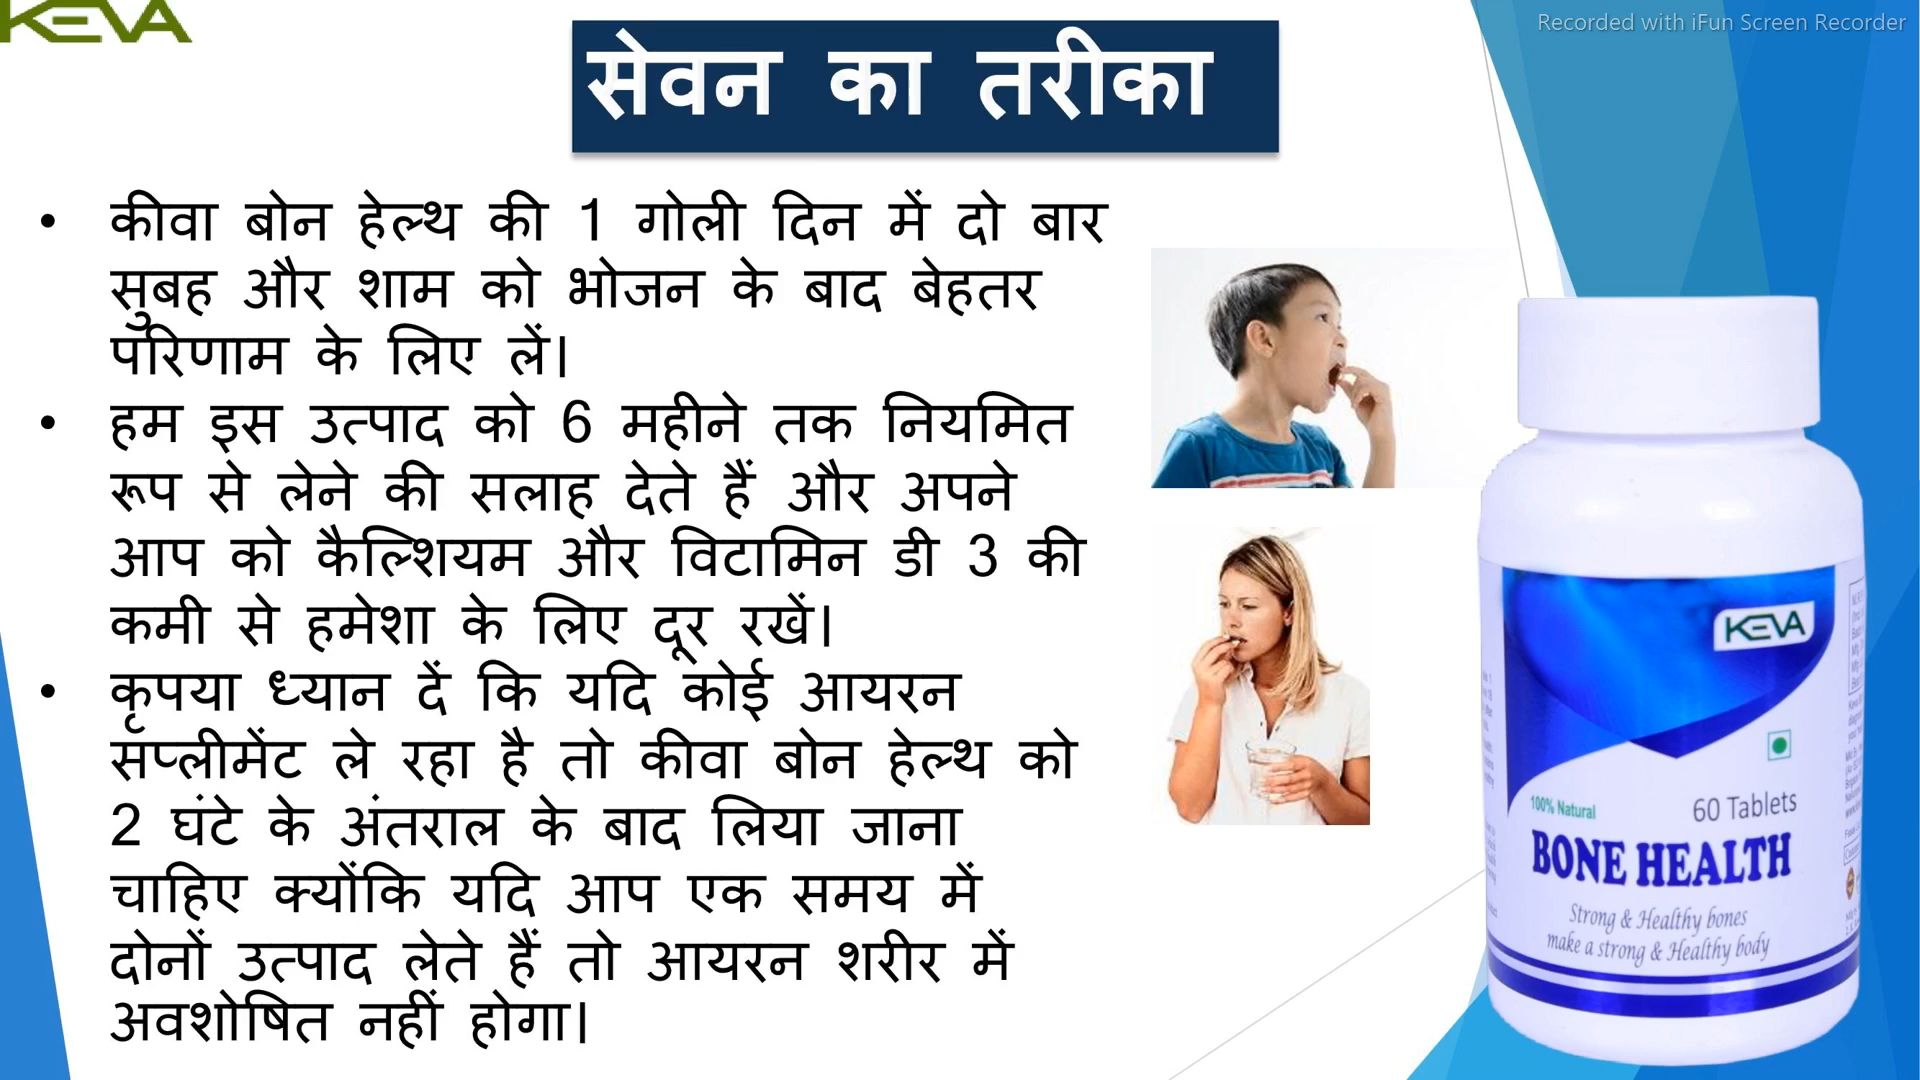 KEVA
Recorded with iFun Screen Recorder
सेवन का तरीका
• कीवा बोन हेल्थ की 1 गोली दिन में दो बार
सुबह और शाम को भोजन के बाद बेहतर
परिणाम के लिए लें।
• हम इस उत्पाद को 6 महीने तक नियमित
रूप से लेने की सलाह देते हैं और अपने
आप को कैल्शियम और विटामिन डी 3 की
कमी से हमेशा के लिए दूर रखें।
• कृपया ध्यान दें कि यदि कोई आयरन
सप्लीमेंट ले रहा है तो कीवा बोन हेल्थ को
2 घंटे के अंतराल के बाद लिया जाना
चाहिए क्योंकि यदि आप एक समय में
दोनों उत्पाद लेते हैं तो आयरन शरीर में
अवशोषित नहीं होगा।
KEVA
100% Natural
60 Tablets
BONE HEALTH
Strong & Healthy bones
make a strong & Healthy body